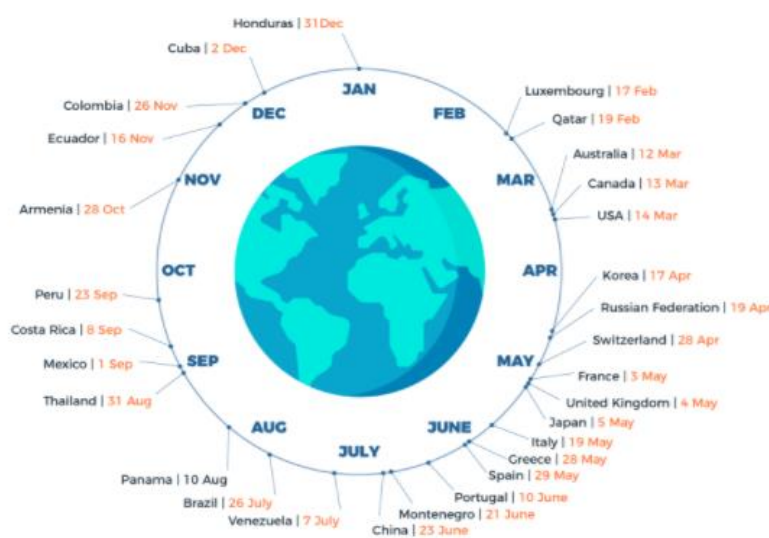 Honduras | 31Dec
Cuba | 2 Dec
Colombia | 26 Nov
Ecuador | 16 Nov
Armenia | 28 Oct
Peru | 23 Sep
Costa Rica | 8 Sep
Mexico | 1 Sep
Thailand | 31 Aug
Panama | 10 Aug
Brazil | 26 July
Venezuela | 7 July
China | 23 June
Montenegro | 21 June
Portugal | 10 June
Spain | 29 May
Greece | 28 May
Italy | 19 May
Japan | 5 May
United Kingdom | 4 May
France | 3 May
Switzerland | 28 Apr
Russian Federation | 19 Apr
Korea | 17 Apr
USA | 14 Mar
Canada | 13 Mar
Australia | 12 Mar
Qatar | 19 Feb
Luxembourg | 17 Feb
JAN
FEB
MAR
APR
MAY
JUNE
JULY
AUG
SEP
OCT
NOV
DEC